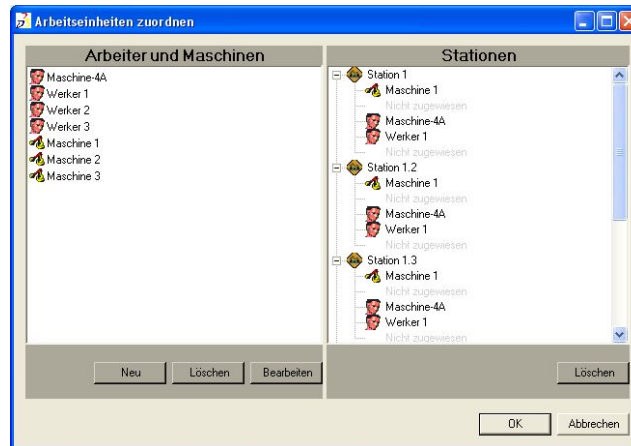 Arbeitseinheiten zuordnen
Arbeiter und Maschinen
Maschine-4A
Werker 1
Werker 2
Werker 3
Maschine 1
Maschine 2
Maschine 3
Neu
Löschen
Bearbeiten
Stationen
Station 1
Maschine 1
Nicht zugewiesen
Maschine-4A
Werker 1
Nicht zugewiesen
Station 1.2
Maschine 1
Nicht zugewiesen
Maschine-4A
Werker 1
Nicht zugewiesen
Station 1.3
Maschine 1
Nicht zugewiesen
Maschine-4A
Werker 1
Nicht zugewiesen
Löschen
OK
Abbrechen